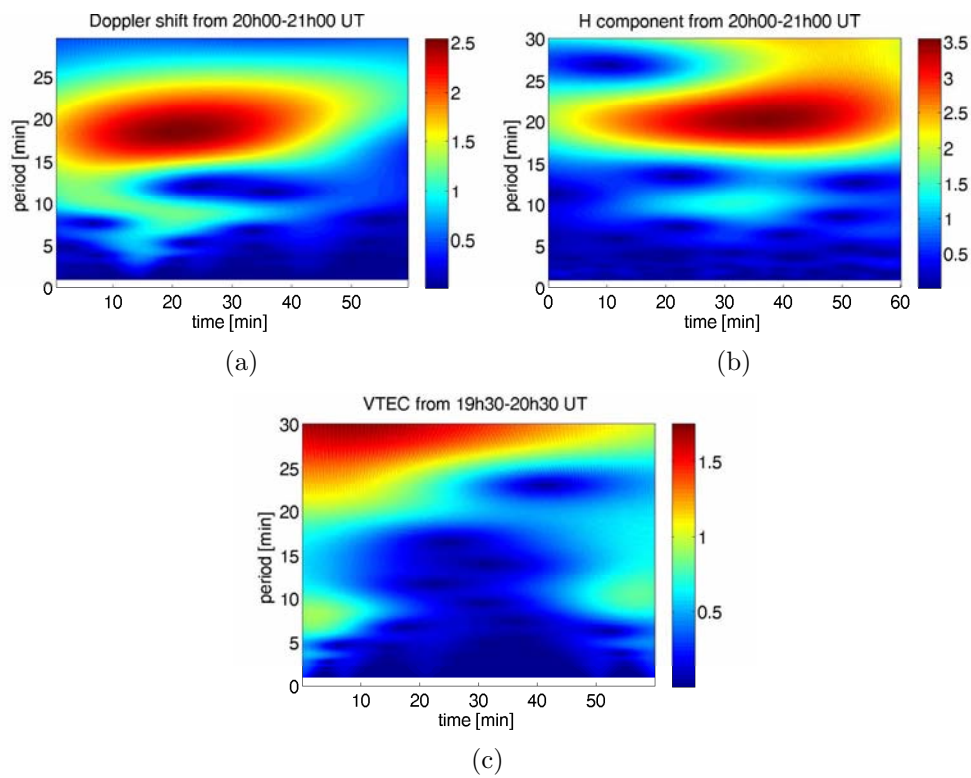 Doppler shift from 20h00-21h00 UT
25
20
15
10
5
0
period [min]
10 20 30 40 50
time [min]
2.5
2
1.5
1
0.5
(a)
H component from 20h00-21h00 UT
30
25
20
15
10
5
0
period [min]
0 10 20 30 40 50 60
time [min]
3.5
3
2.5
2
1.5
1
0.5
(b)
VTEC from 19h30-20h30 UT
30
25
20
15
10
5
0
period [min]
10 20 30 40 50
time [min]
1.5
1
0.5
(c)